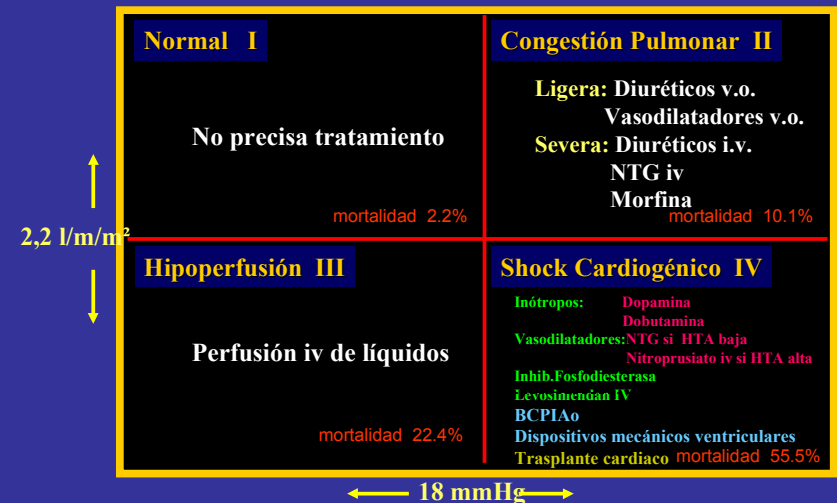 Normal I
No precisa tratamiento
mortalidad 2.2%
Congestión Pulmonar II
Ligera: Diuréticos v.o.
Vasodilatadores v.o.
Severa: Diuréticos i.v.
NTG iv
Morfina
mortalidad 10.1%
2,2 l/m/m²
Hipoperfusión III
Perfusión iv de líquidos
mortalidad 22.4%
Shock Cardiogénico IV
Inótropos: Dopamina
Dobutamina
Vasodilatadores:NTG si HTA baja
Nitroprusiato iv si HTA alta
Inhib.Fosfodiesterasa
Levosimendan IV
BCPIAo
Dispositivos mecánicos ventriculares
Trasplante cardiaco mortalidad 55.5%
18 mmHg